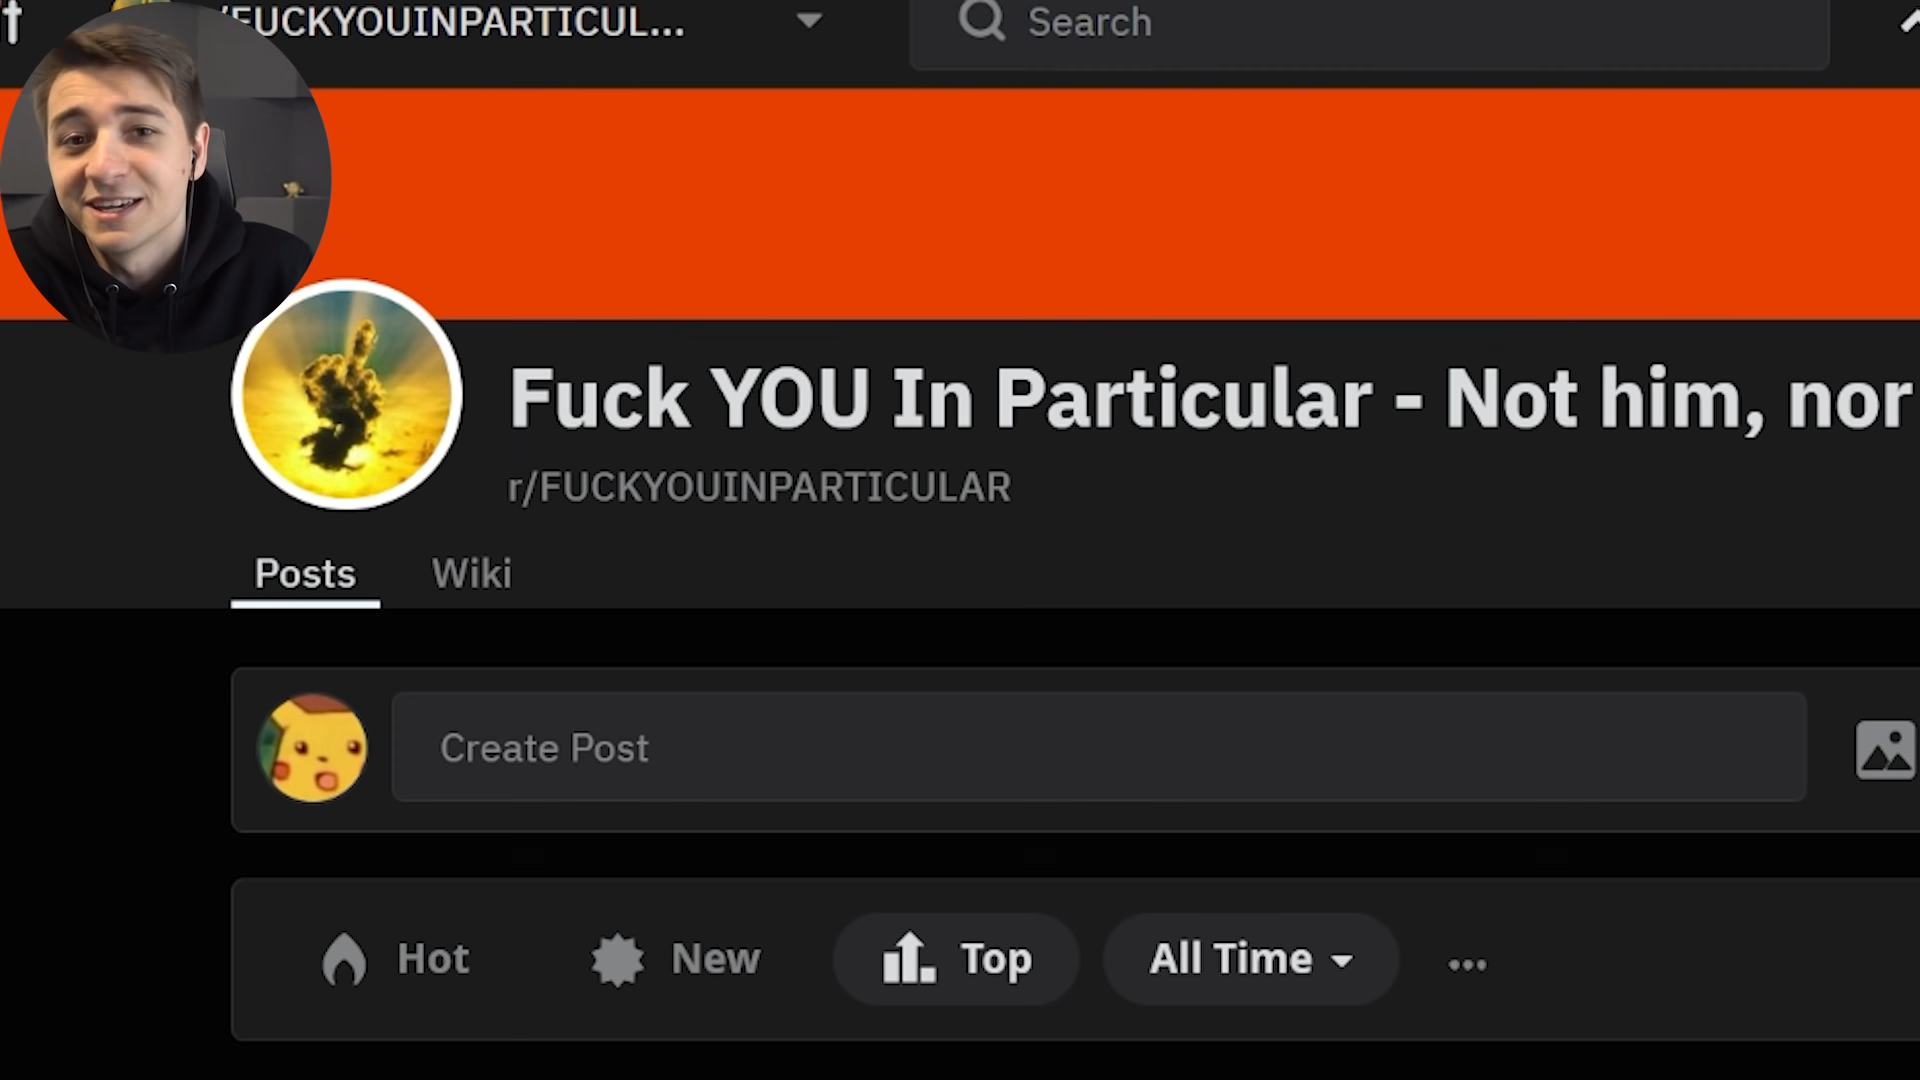 /FUCKYOUINPARTICUL...
Search
Fuck YOU In Particular - Not him, nor
r/FUCKYOUINPARTICULAR
Posts
Wiki
Create Post
Hot
New
Top
All Time